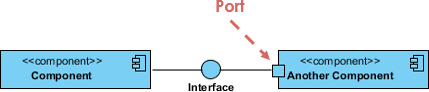 Port
<<component>>
Component
Interface
<<component>>
Another Component